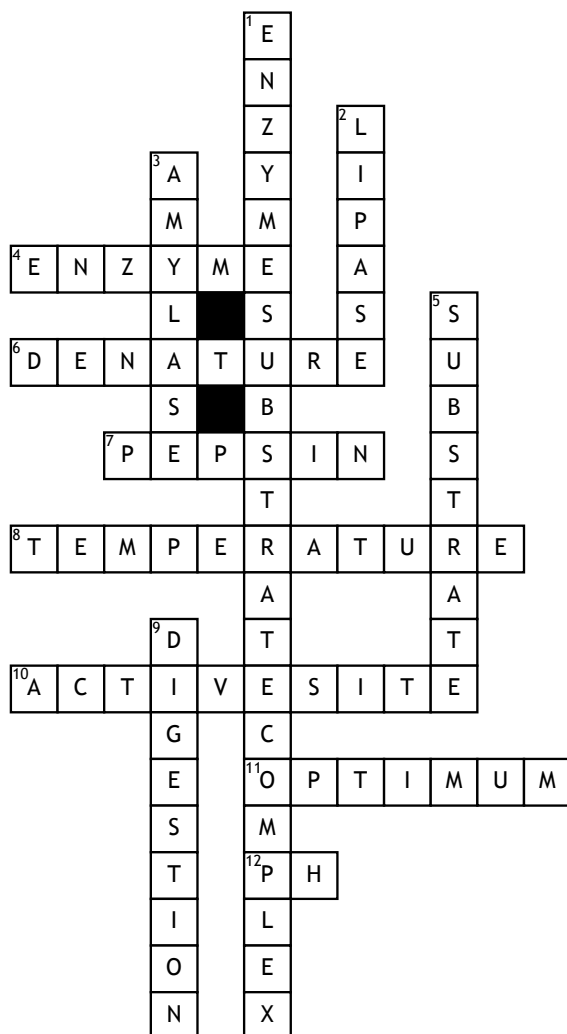 1 E
N
Z 2 L
3 A Y I
M M P
4 E N Z Y M E A
L S S 5 S
6 D E N A T U R E U
S B B
7 P E P S I N S
T T
8 T E M P E R A T U R E
A A
9 D T T
10 A C T I V E S I T E
G C
E 11 O P T I M U M
S M
T 12 P H
I L
O E
N X